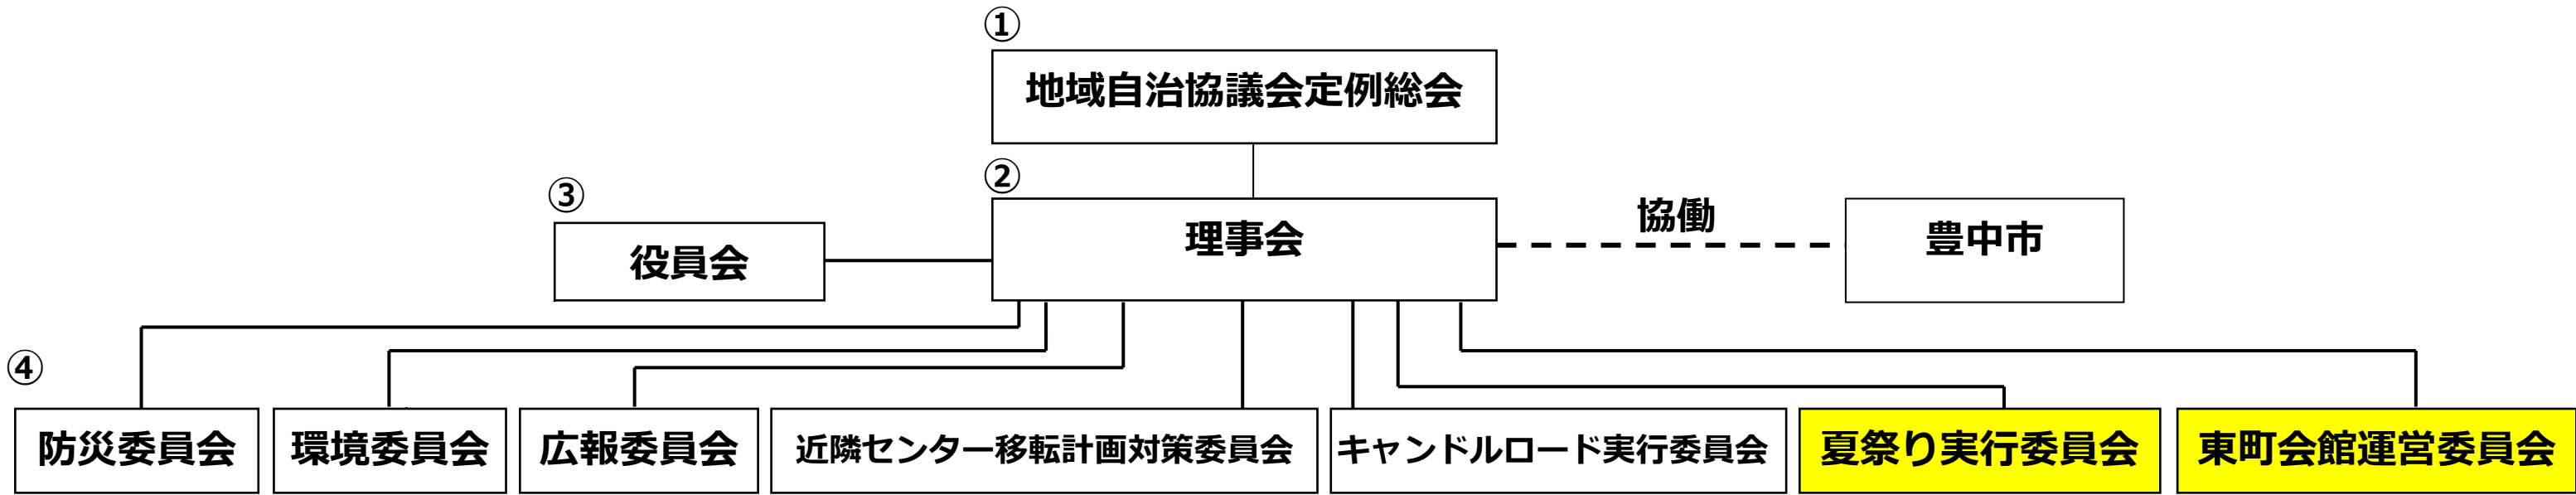 ①
地域自治協議会定例総会
②
理事会
③
役員会
協働
豊中市
④
防災委員会
環境委員会
広報委員会
近隣センター移転計画対策委員会
キャンドルロード実行委員会
夏祭り実行委員会
東町会館運営委員会